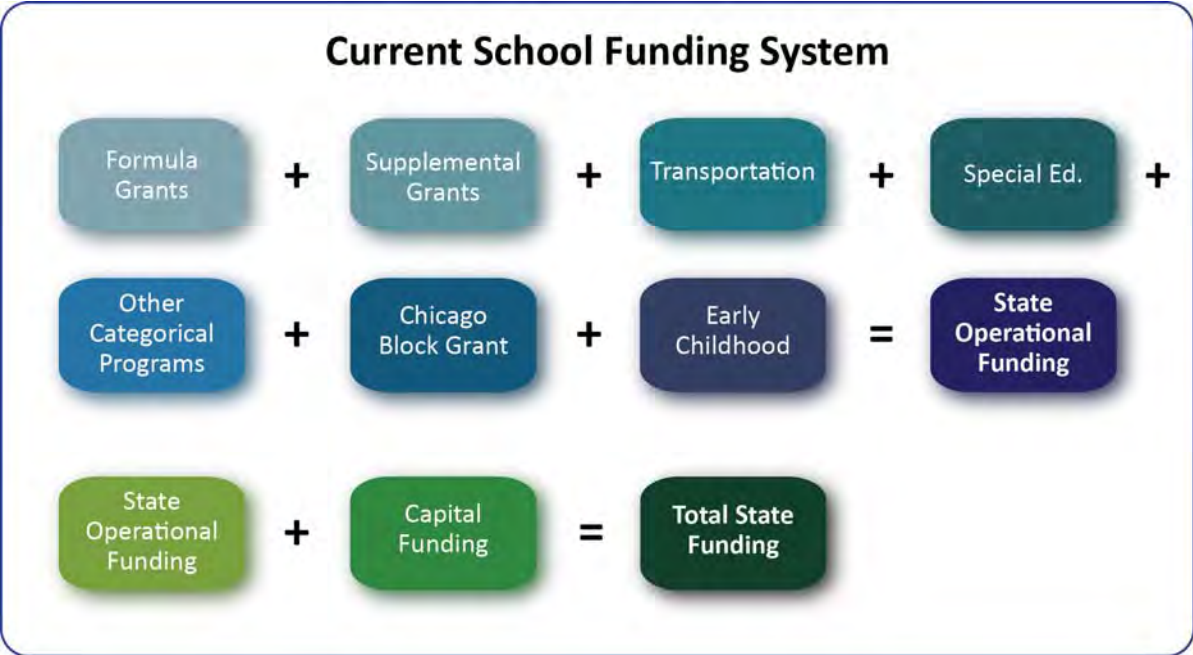 Current School Funding System
Formula
Grants
+
Supplemental
Grants
+
Transportation
+
Special Ed.
+
Other
Categorical
Programs
+
Chicago
Block Grant
+
Early
Childhood
=
State
Operational
Funding
State
Operational
Funding
+
Capital
Funding
=
Total State
Funding